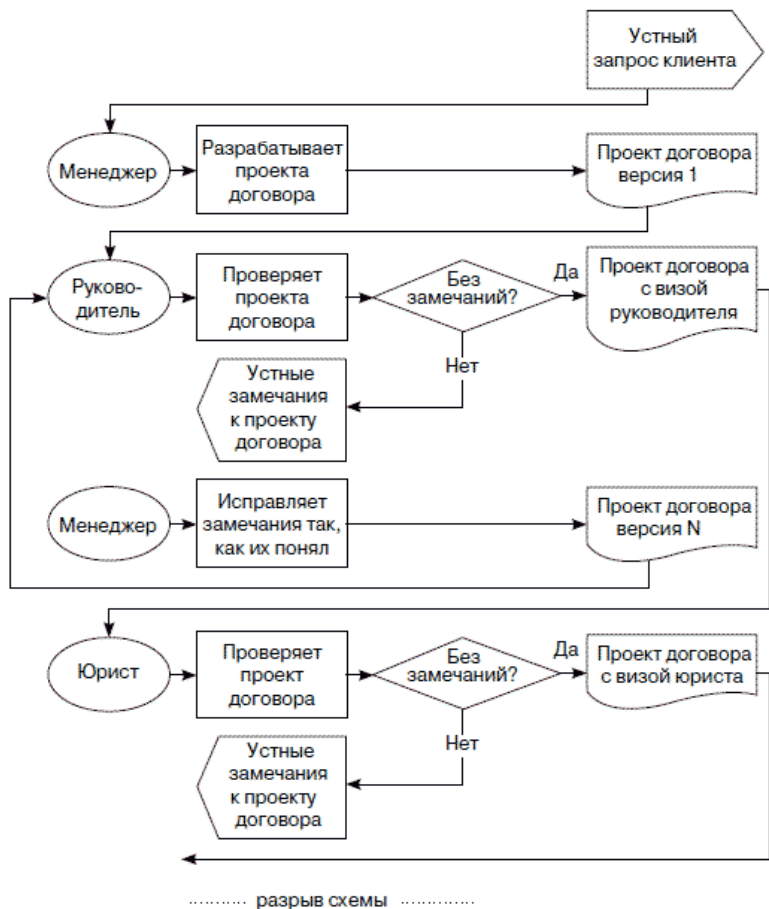 Устный
запрос клиента
Менеджер
Разрабатывает
проекта
договора
Проект договора
версия 1
Руково-
дитель
Проверяет
проекта
договора
Без
замечаний?
Да
Проект договора
с визой
руководителя
Нет
Устные
замечания
к проекту
договора
Менеджер
Исправляет
замечания так,
как их понял
Проект договора
версия N
Юрист
Проверяет
проект
договора
Без
замечаний?
Да
Проект договора
с визой юриста
Нет
Устные
замечания
к проекту
договора
.......... разрыв схемы .............